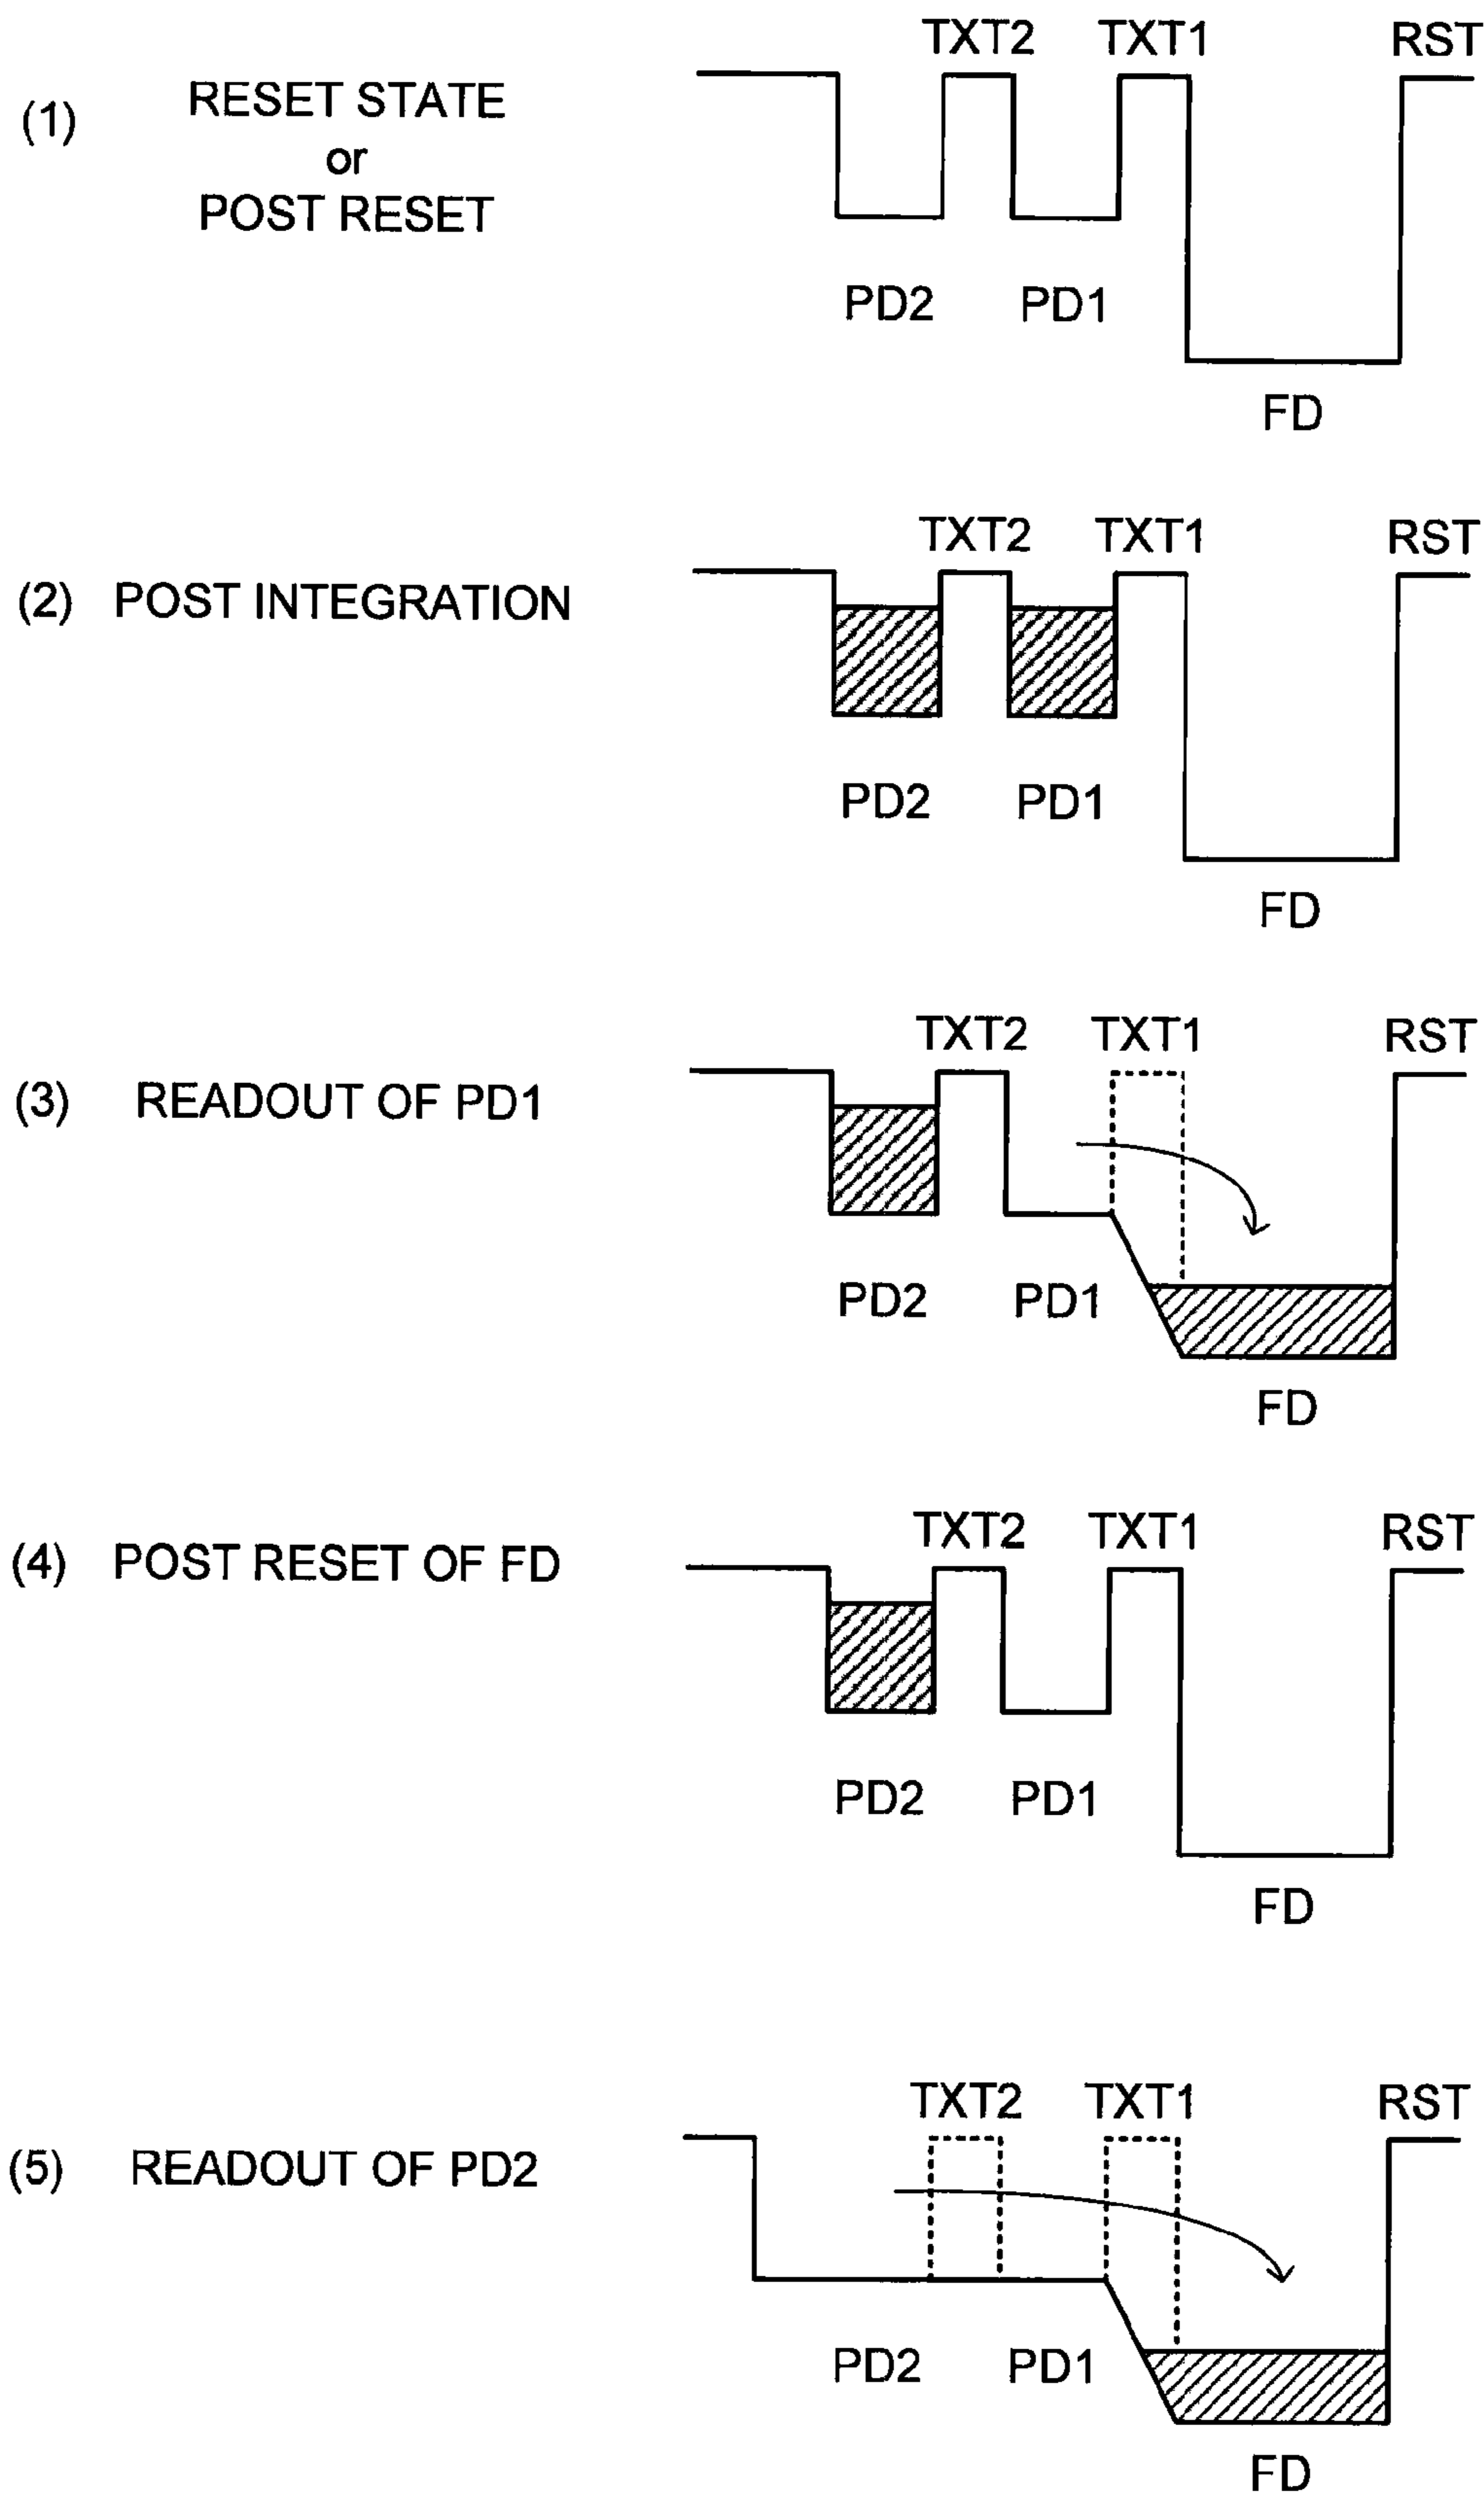 TXT2 TXT1 RST
(1) RESET STATE
or
POST RESET
PD2 PD1
FD
TXT2 TXT1 RST
(2) POST INTEGRATION
PD2 PD1
FD
TXT2 TXT1 RST
(3) READOUT OF PD1
PD2 PD1
FD
TXT2 TXT1 RST
(4) POST RESET OF FD
PD2 PD1
FD
TXT2 TXT1 RST
(5) READOUT OF PD2
PD2 PD1
FD